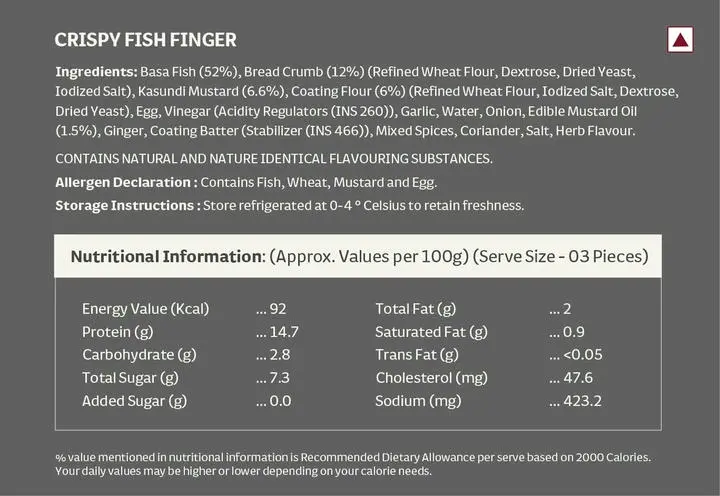 CRISPY FISH FINGER
Ingredients: Basa Fish (52%), Bread Crumb (12%) (Refined Wheat Flour, Dextrose, Dried Yeast,
Iodized Salt), Kasundi Mustard (6.6%), Coating Flour (6%) (Refined Wheat Flour, Iodized Salt, Dextrose,
Dried Yeast), Egg, Vinegar (Acidity Regulators (INS 260)), Garlic, Water, Onion, Edible Mustard Oil
(1.5%), Ginger, Coating Batter (Stabilizer (INS 466)), Mixed Spices, Coriander, Salt, Herb Flavour.
CONTAINS NATURAL AND NATURE IDENTICAL FLAVOURING SUBSTANCES.
Allergen Declaration : Contains Fish, Wheat, Mustard and Egg.
Storage Instructions : Store refrigerated at 0-4 ° Celsius to retain freshness.
Nutritional Information: (Approx. Values per 100g) (Serve Size - 03 Pieces)
Energy Value (Kcal) ... 92 Total Fat (g) ... 2
Protein (g) ... 14.7 Saturated Fat (g) ... 0.9
Carbohydrate (g) ... 2.8 Trans Fat (g) ... <0.05
Total Sugar (g) ... 7.3 Cholesterol (mg) ... 47.6
Added Sugar (g) ... 0.0 Sodium (mg) ... 423.2
% value mentioned in nutritional information is Recommended Dietary Allowance per serve based on 2000 Calories.
Your daily values may be higher or lower depending on your calorie needs.